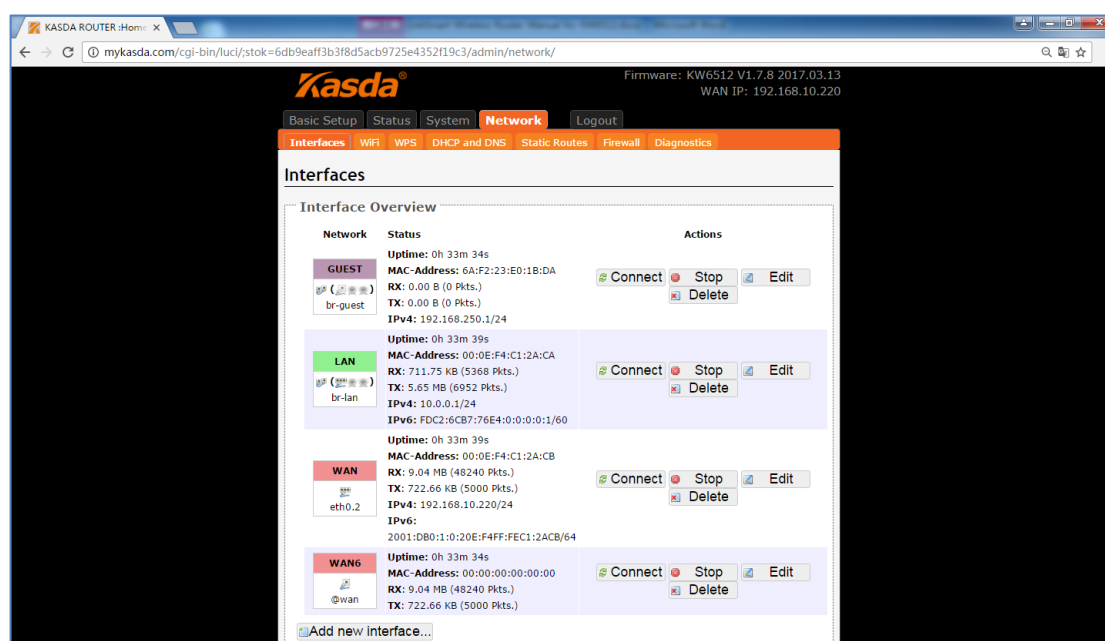 KASDA ROUTER :Home
mykasda.com/cgi-bin/luci/;stok=6db9eaff3b3f8d5acb9725e4352f19c3/admin/network/
Kasda®
Firmware: KW6512 V1.7.8 2017.03.13
WAN IP: 192.168.10.220
Basic Setup Status System Network Logout
Interfaces WiFi WPS DHCP and DNS Static Routes Firewall Diagnostics
Interfaces
Interface Overview
Network Status Actions
GUEST
br-guest
Uptime: 0h 33m 34s
MAC-Address: 6A:F2:23:E0:1B:DA
RX: 0.00 B (0 Pkts.)
TX: 0.00 B (0 Pkts.)
IPv4: 192.168.250.1/24
Connect Stop Edit
Delete
LAN
br-lan
Uptime: 0h 33m 39s
MAC-Address: 00:0E:F4:C1:2A:CA
RX: 711.75 KB (5368 Pkts.)
TX: 5.65 MB (6952 Pkts.)
IPv4: 10.0.0.1/24
IPv6: FDC2:6CB7:76E4:0:0:0:0:1/60
Connect Stop Edit
Delete
WAN
eth0.2
Uptime: 0h 33m 39s
MAC-Address: 00:0E:F4:C1:2A:CB
RX: 9.04 MB (48240 Pkts.)
TX: 722.66 KB (5000 Pkts.)
IPv4: 192.168.10.220/24
IPv6:
2001:DB0:1:0:20E:F4FF:FEC1:2ACB/64
Connect Stop Edit
Delete
WAN6
@wan
Uptime: 0h 33m 34s
MAC-Address: 00:00:00:00:00:00
RX: 9.04 MB (48240 Pkts.)
TX: 722.66 KB (5000 Pkts.)
Connect Stop Edit
Delete
Add new interface...